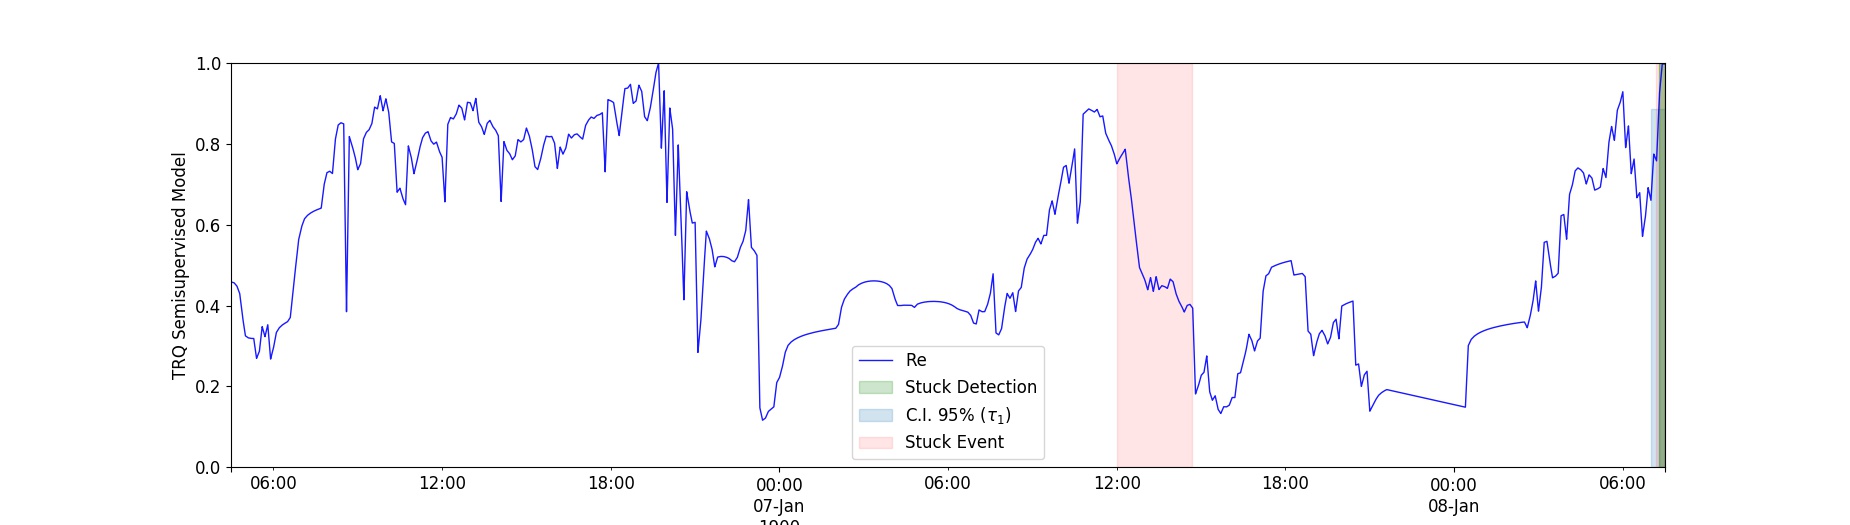 TRQ Semisupervised Model
1.0
0.8
0.6
0.4
0.2
0.0
Re
Stuck Detection
C.I. 95% (τ₁)
Stuck Event
06:00 12:00 18:00 00:00 06:00 12:00 18:00 00:00 06:00
07-Jan 08-Jan
1900